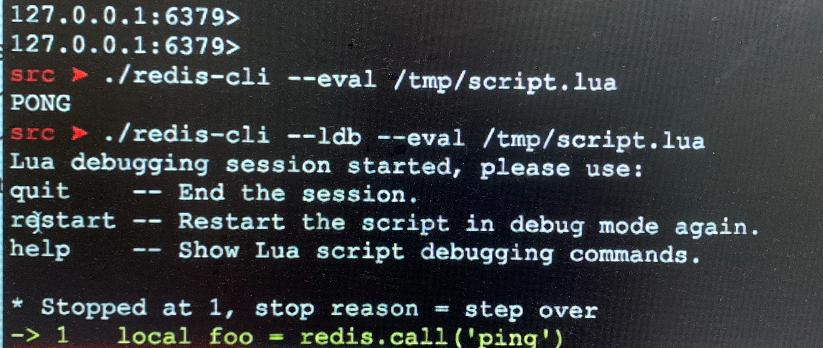 127.0.0.1:6379>
127.0.0.1:6379>
src ➤ ./redis-cli --eval /tmp/script.lua
PONG
src ➤ ./redis-cli --ldb --eval /tmp/script.lua
Lua debugging session started, please use:
quit    -- End the session.
restart -- Restart the script in debug mode again.
help    -- Show Lua script debugging commands.
* Stopped at 1, stop reason = step over
-> 1   local foo = redis.call('ping')